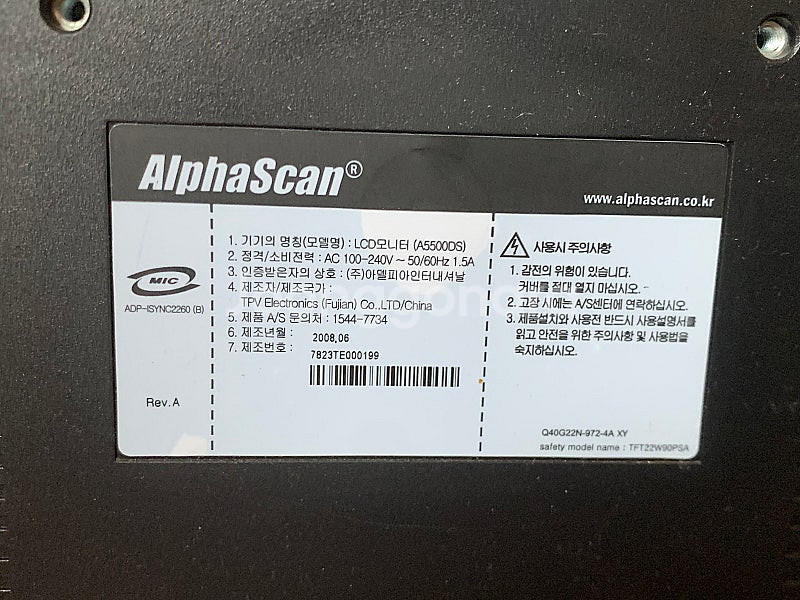 AlphaScan®
www.alphascan.co.kr
MIC
ADP-ISYNC2260 (B)
Rev.A
1. 기기의 명칭(모델명) : LCD모니터 (A5500DS)
2. 정격/소비전력 : AC 100-240V ~ 50/60Hz 1.5A
3. 인증받은자의 상호 : (주)아델피아인터내셔날
4. 제조자/제조국가 :
TPV Electronics (Fujian) Co.,LTD/China
5. 제품 A/S 문의처 : 1544-7734
6. 제조년월 : 2008.06
7. 제조번호 : 7823TE000199
사용시 주의사항
1. 감전의 위험이 있습니다.
커버를 절대 열지 마십시오.
2. 고장 시에는 A/S센터에 연락하십시오.
3. 제품설치와 사용전 반드시 사용설명서를
읽고 안전을 위한 주의사항 및 사용법을
숙지하십시오.
Q40G22N-972-4A XY
safety model name : TFT22W90PSA